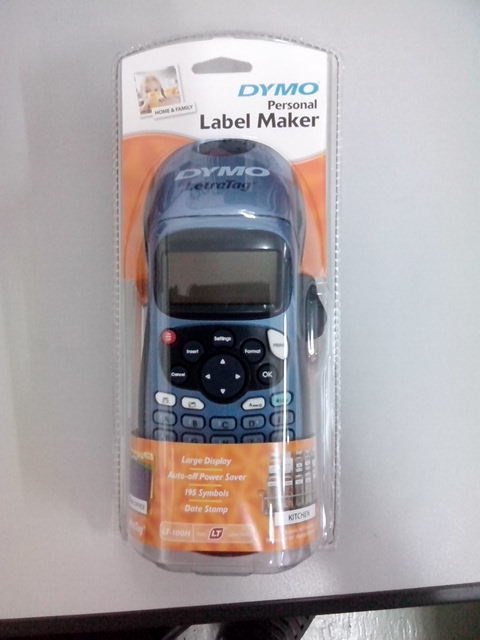 DYMO
Personal
Label Maker
HOME & FAMILY
DYMO
LetraTag
Settings
Insert
Format
PRINT
Cancel
OK
A B C D
Large Display
Auto-off Power Saver
195 Symbols
Date Stamp
KITCHEN
LT-100H
LT